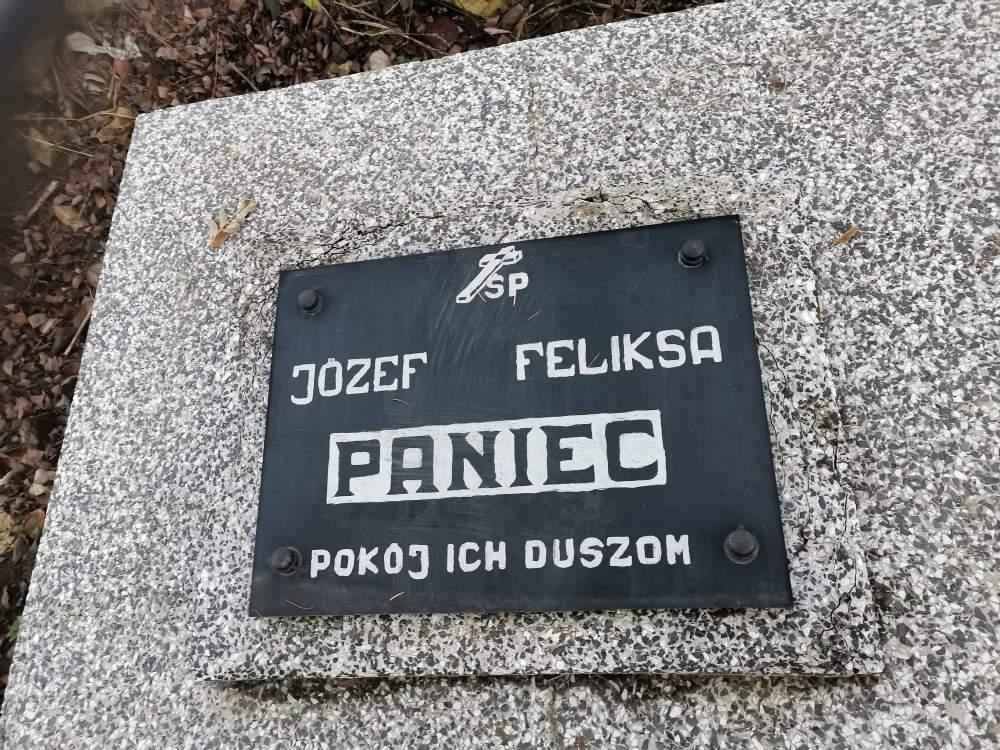 SP
JÓZEF FELIKSA
PANIEC
POKÓJ ICH DUSZOM